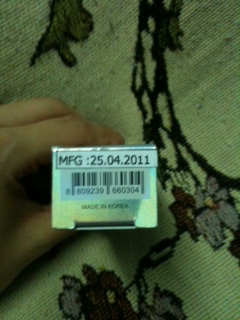 MFG :25.04.2011
8 809239 660304
MADE IN KOREA